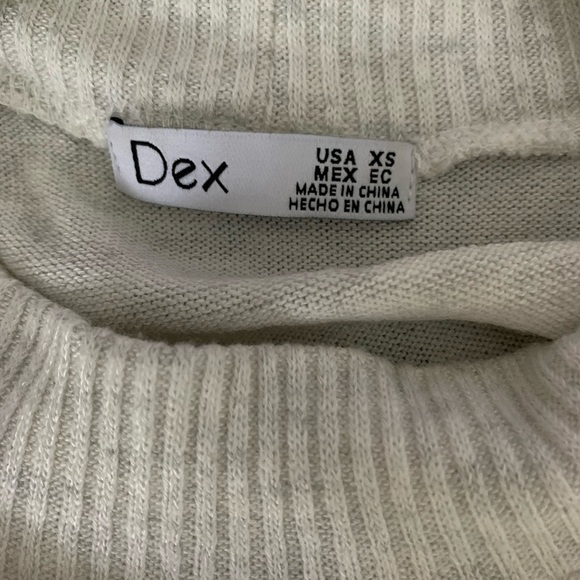 Dex
USA XS
MEX EC
MADE IN CHINA
HECHO EN CHINA